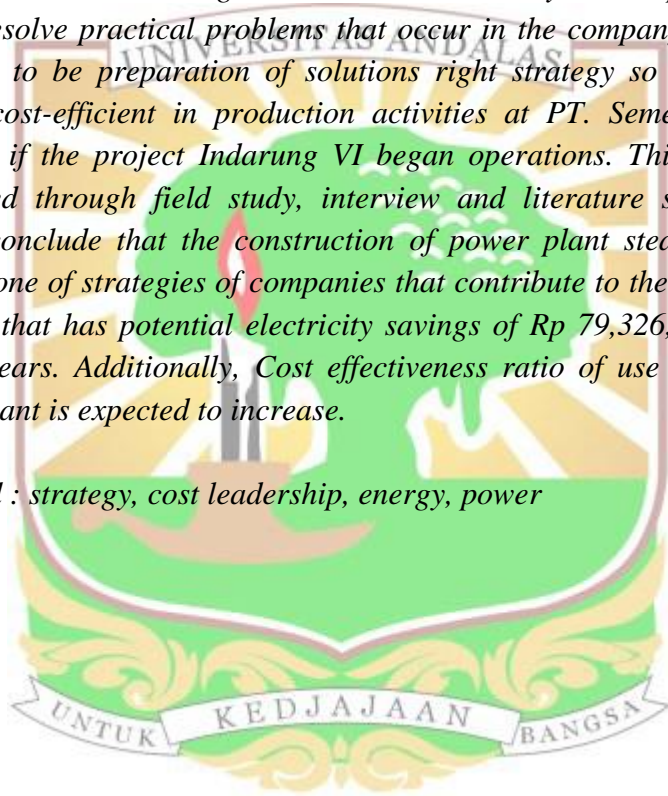 resolve practical problems that occur in the compan
UNIVERSITAS ANDALAS
to be preparation of solutions right strategy so
cost-efficient in production activities at PT. Seme
if the project Indarung VI began operations. Thi
ed through field study, interview and literature s
conclude that the construction of power plant stea
one of strategies of companies that contribute to the
that has potential electricity savings of Rp 79,326,
ears. Additionally, Cost effectiveness ratio of use
ant is expected to increase.
: strategy, cost leadership, energy, power
UNTUK KEDJAJAAN BANGSA